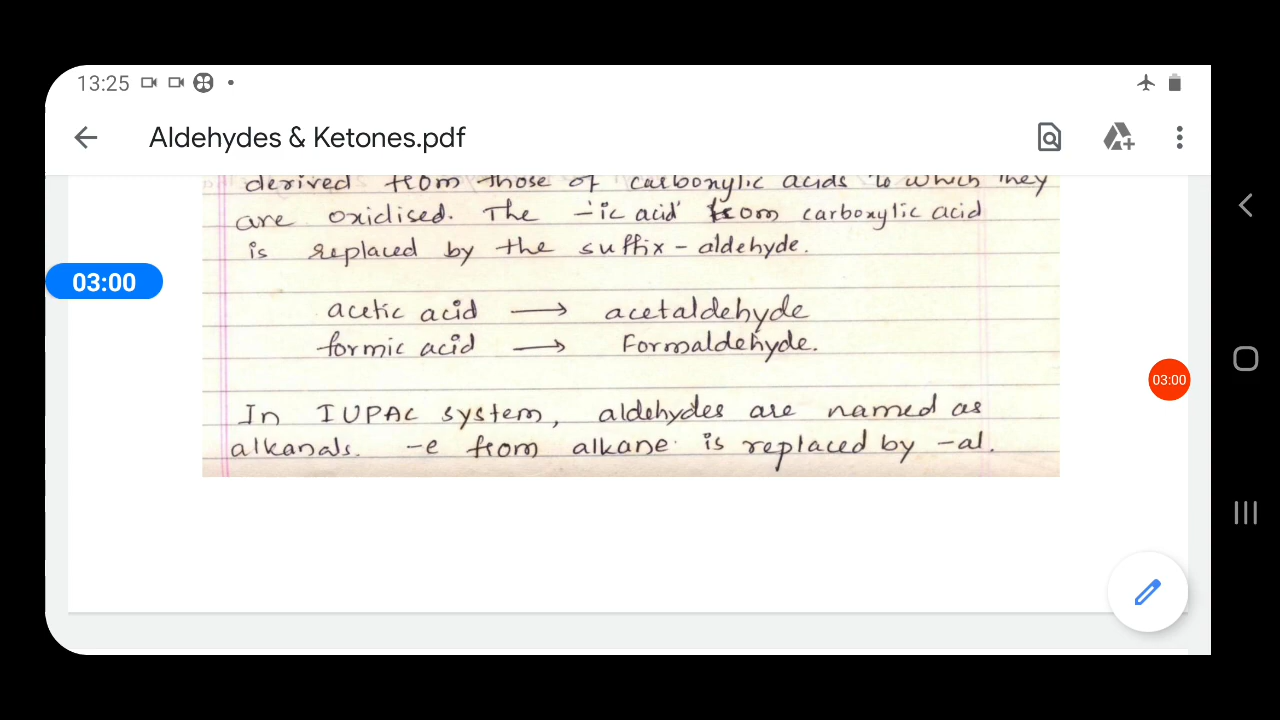 13:25
Aldehydes & Ketones.pdf
derived from those of carboxylic acids to which they
are oxidised. The -'ic acid' from carboxylic acid
is replaced by the suffix - aldehyde.
03:00
acetic acid → acetaldehyde
formic acid → Formaldehyde.
03:00
In IUPAC system, aldehydes are named as
alkanals. -e from alkane is replaced by -al.